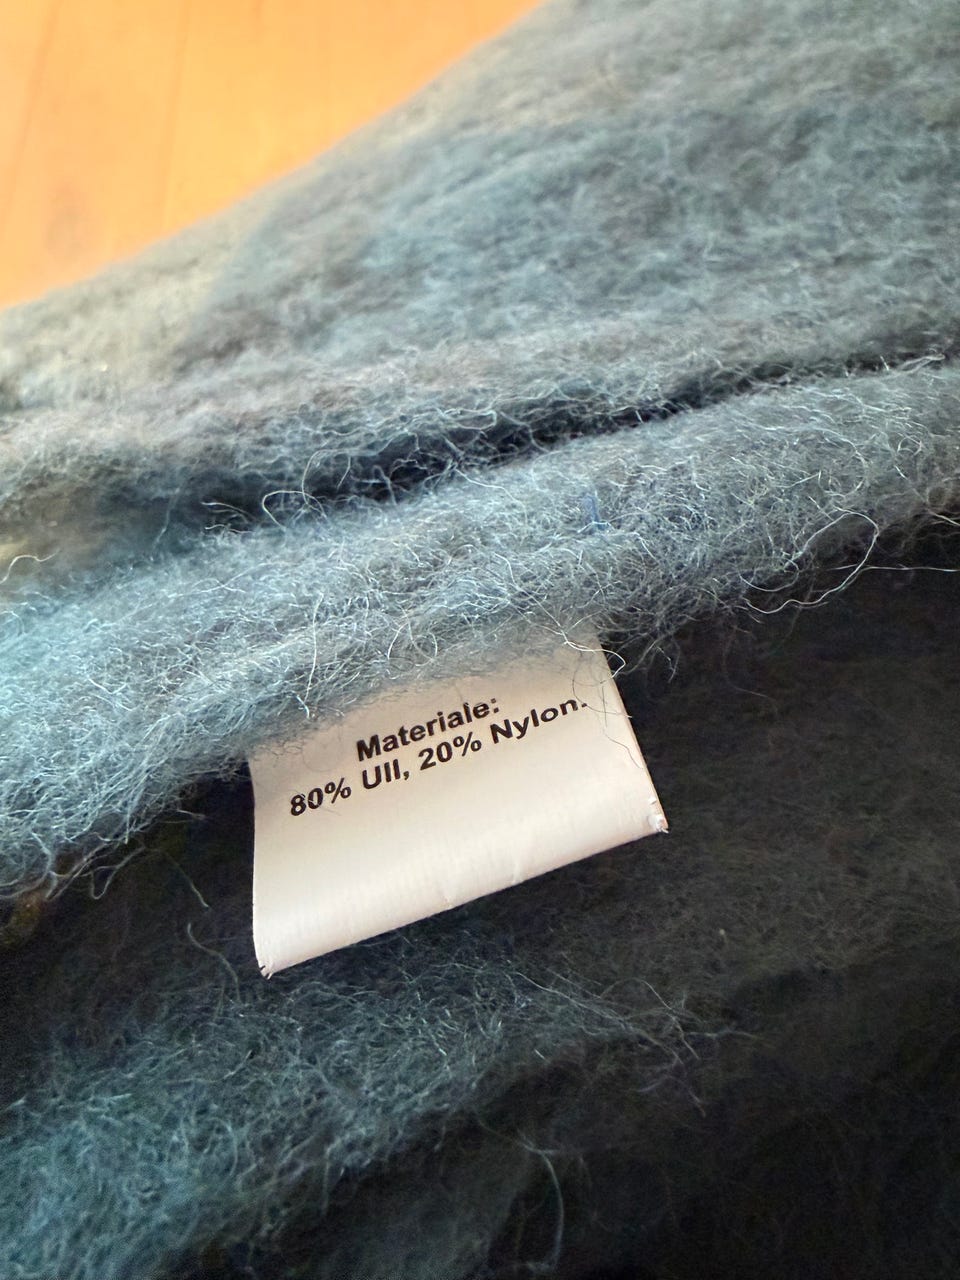 Materiale:
80% Ull, 20% Nylon.